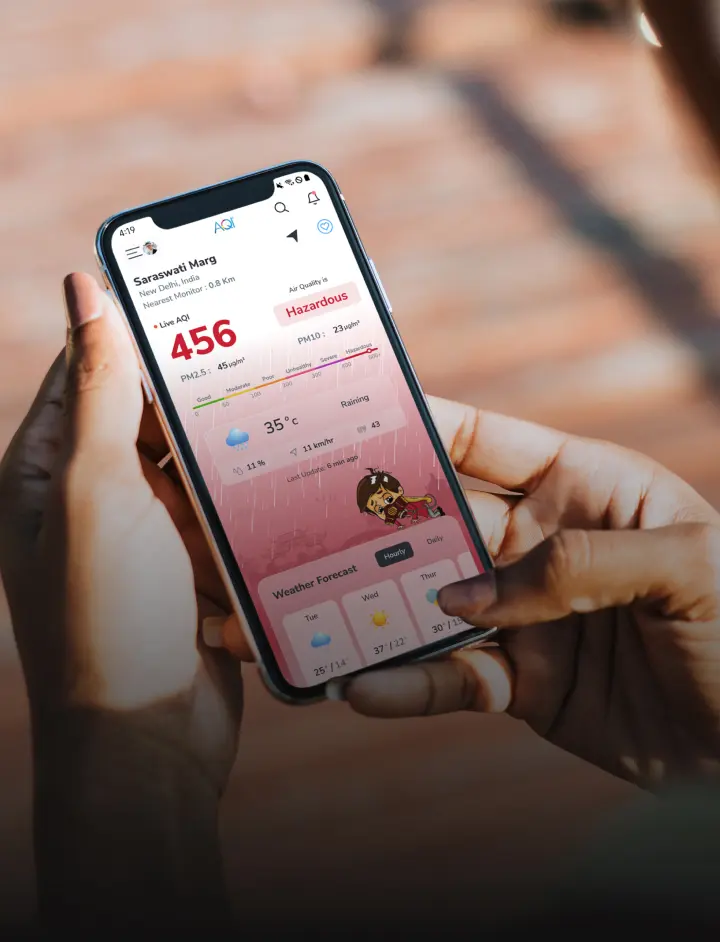 4:19
AQI
Saraswati Marg
New Delhi, India
Nearest Monitor : 0.8 Km
Live AQI
456
Air Quality is
Hazardous
PM2.5 : 45 µg/m³
PM10 : 23 µg/m³
Good Moderate Poor Unhealthy Severe Hazardous
0 50 100 200 300 400 500+
35°c
Raining
11 % 11 km/hr 43
Last Update: 6 min ago
Weather Forecast
Hourly Daily
Tue Wed Thur
25° / 14° 37° / 22° 30° /